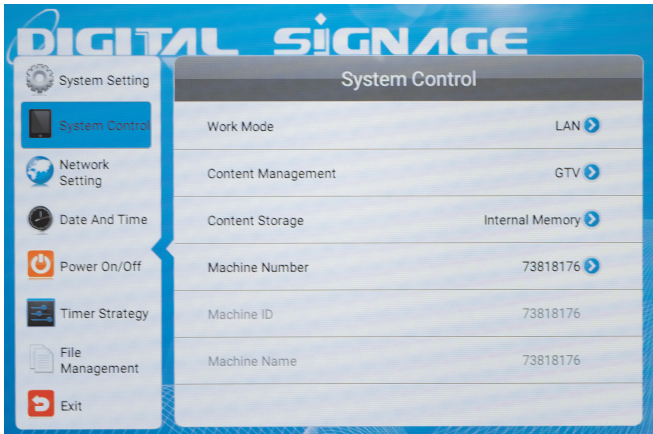 DIGITAL SIGNAGE
System Setting
System Control
Network
Setting
Date And Time
Power On/Off
Timer Strategy
File
Management
Exit
System Control
Work Mode LAN
Content Management GTV
Content Storage Internal Memory
Machine Number 73818176
Machine ID 73818176
Machine Name 73818176